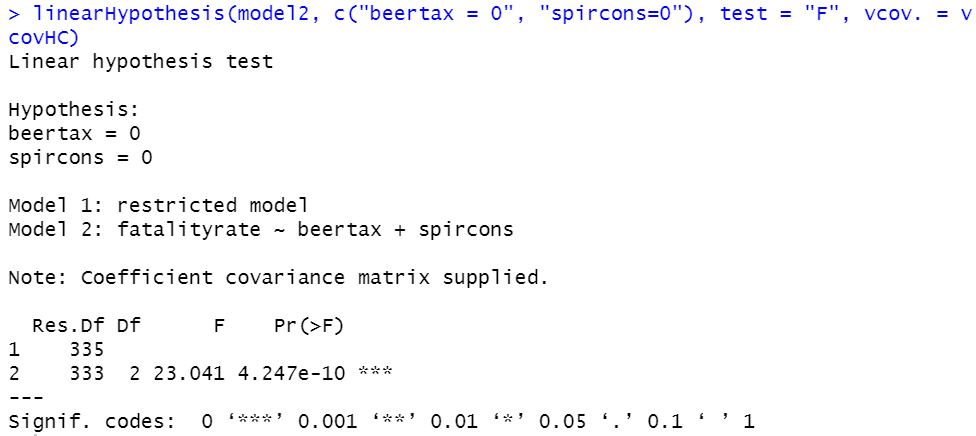 > linearHypothesis(model2, c("beertax = 0", "spircons=0"), test = "F", vcov. = v
covHC)
Linear hypothesis test

Hypothesis:
beertax = 0
spircons = 0

Model 1: restricted model
Model 2: fatalityrate ~ beertax + spircons

Note: Coefficient covariance matrix supplied.

  Res.Df Df      F    Pr(>F)
1    335
2    333  2 23.041 4.247e-10 ***
---
Signif. codes:  0 ‘***’ 0.001 ‘**’ 0.01 ‘*’ 0.05 ‘.’ 0.1 ‘ ’ 1